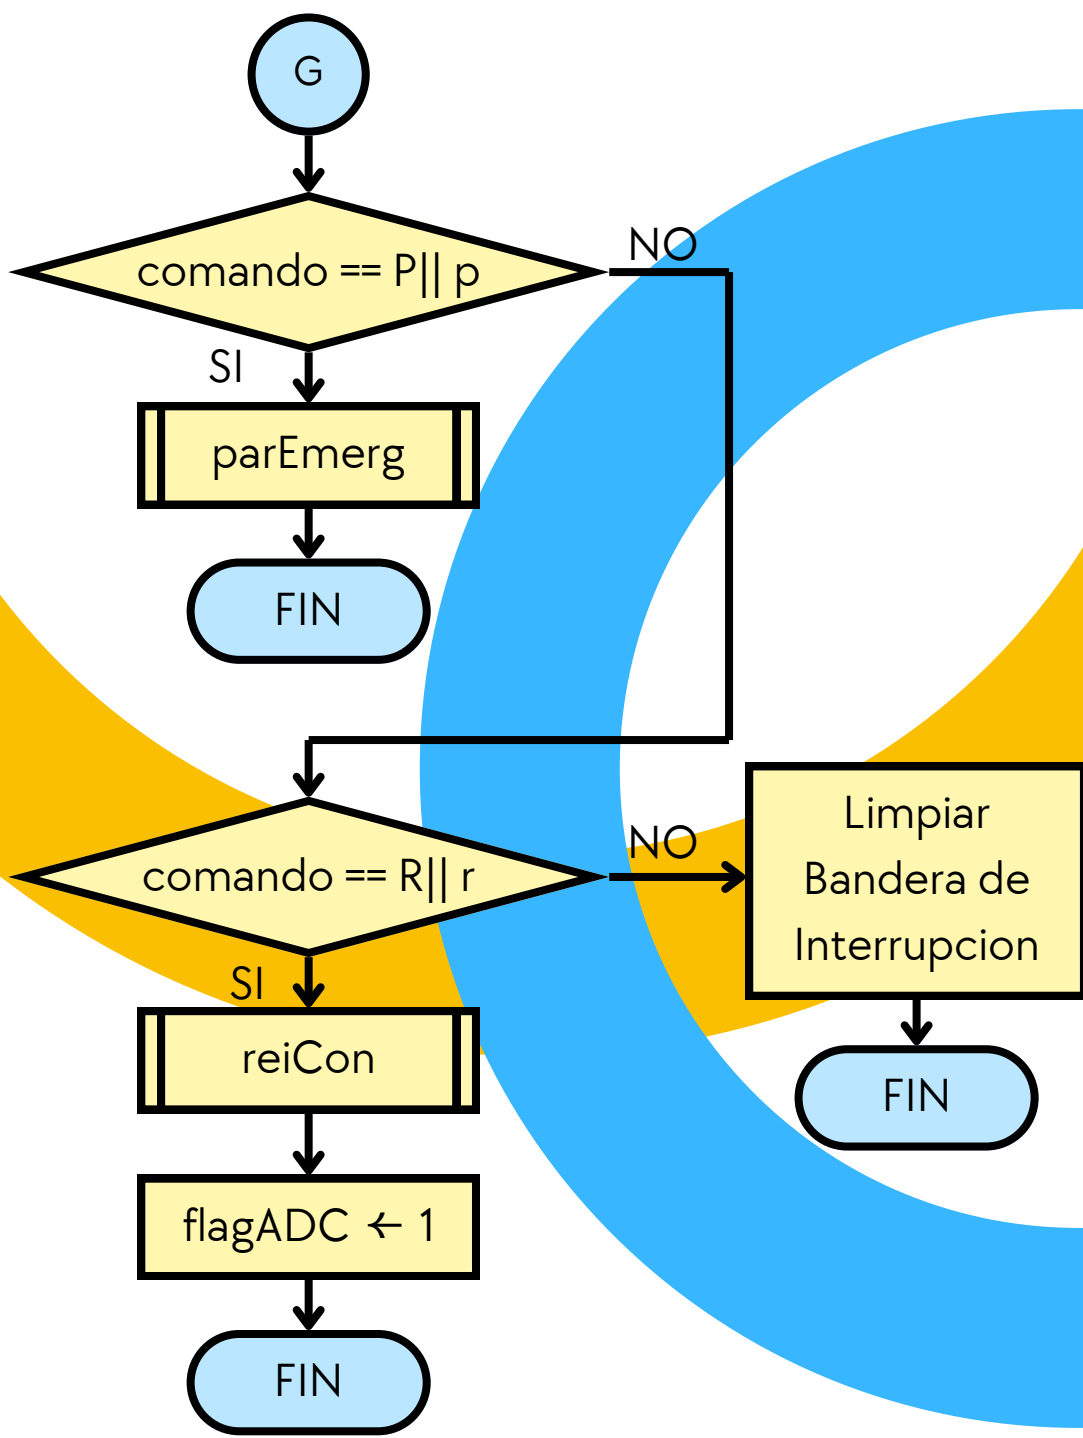 G
comando == P|| p
NO
SI
parEmerg
FIN
comando == R|| r
NO
Limpiar
Bandera de
Interrupcion
FIN
SI
reiCon
flagADC ← 1
FIN